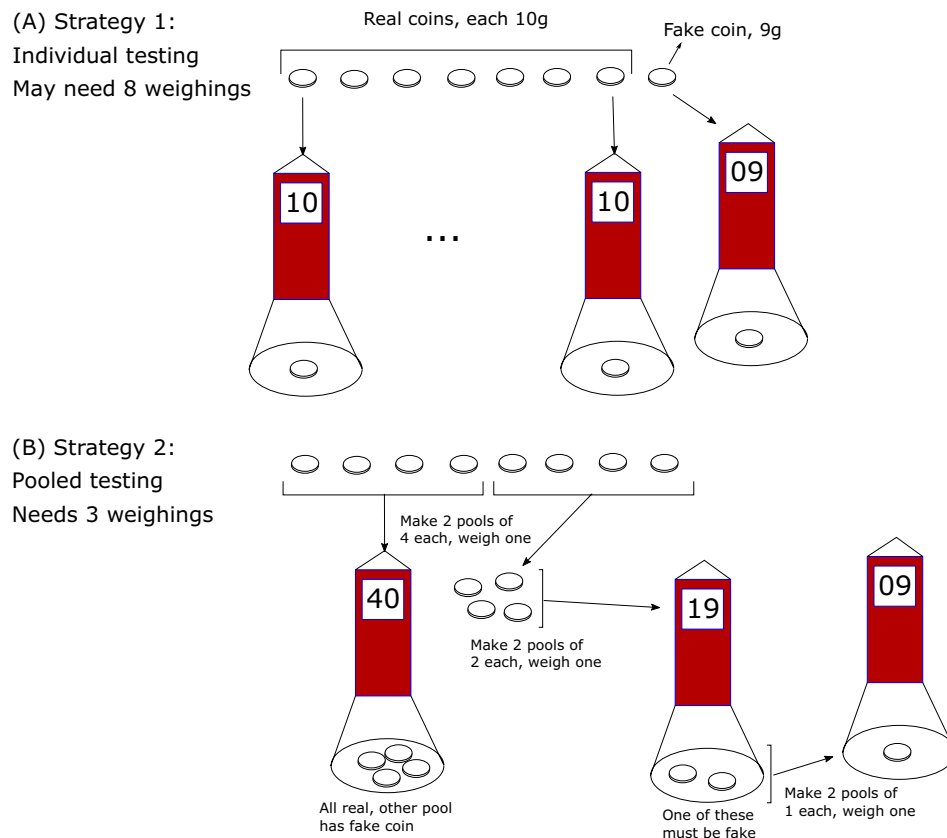 (A) Strategy 1:
Individual testing
May need 8 weighings
Real coins, each 10g
Fake coin, 9g
10
...
10
09
(B) Strategy 2:
Pooled testing
Needs 3 weighings
Make 2 pools of
4 each, weigh one
40
Make 2 pools of
2 each, weigh one
19
09
All real, other pool
has fake coin
One of these
must be fake
Make 2 pools of
1 each, weigh one